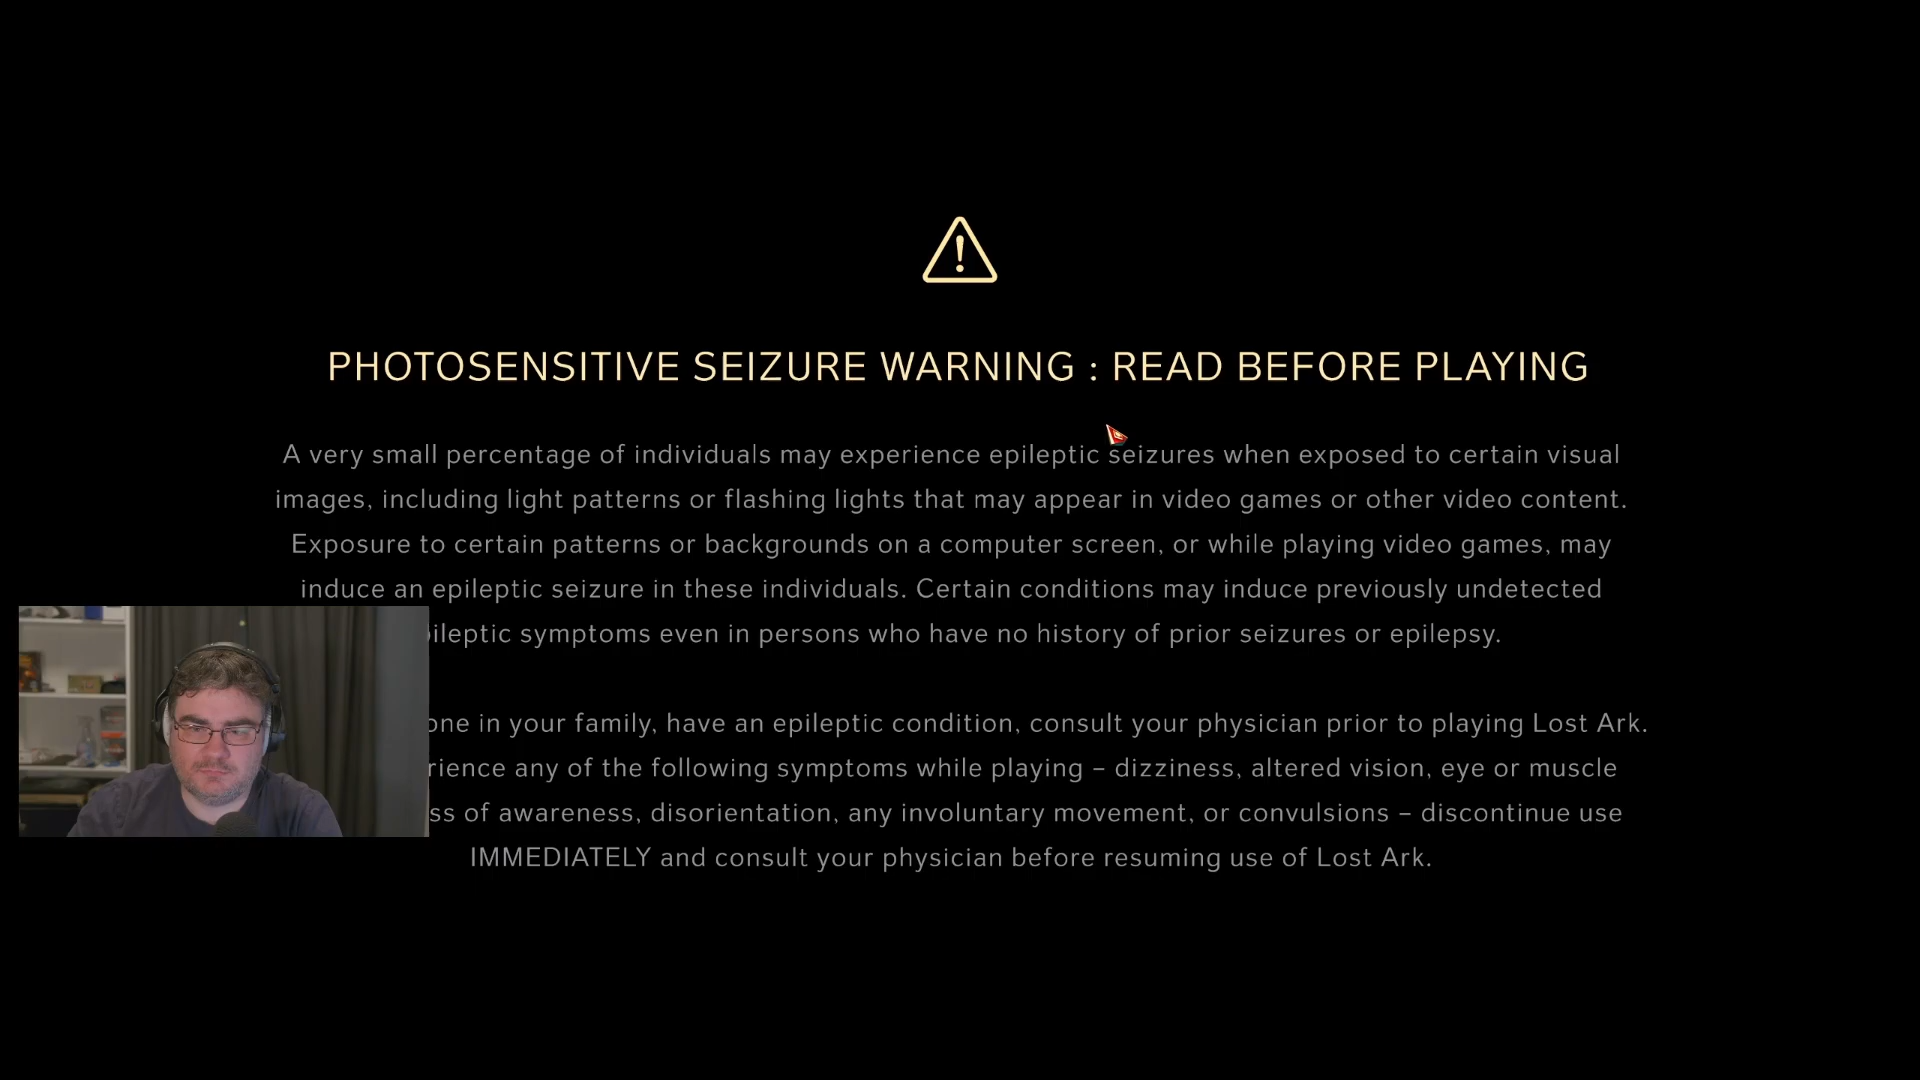 PHOTOSENSITIVE SEIZURE WARNING : READ BEFORE PLAYING
A very small percentage of individuals may experience epileptic seizures when exposed to certain visual
images, including light patterns or flashing lights that may appear in video games or other video content.
Exposure to certain patterns or backgrounds on a computer screen, or while playing video games, may
induce an epileptic seizure in these individuals. Certain conditions may induce previously undetected
ileptic symptoms even in persons who have no history of prior seizures or epilepsy.
one in your family, have an epileptic condition, consult your physician prior to playing Lost Ark.
rience any of the following symptoms while playing – dizziness, altered vision, eye or muscle
ss of awareness, disorientation, any involuntary movement, or convulsions – discontinue use
IMMEDIATELY and consult your physician before resuming use of Lost Ark.